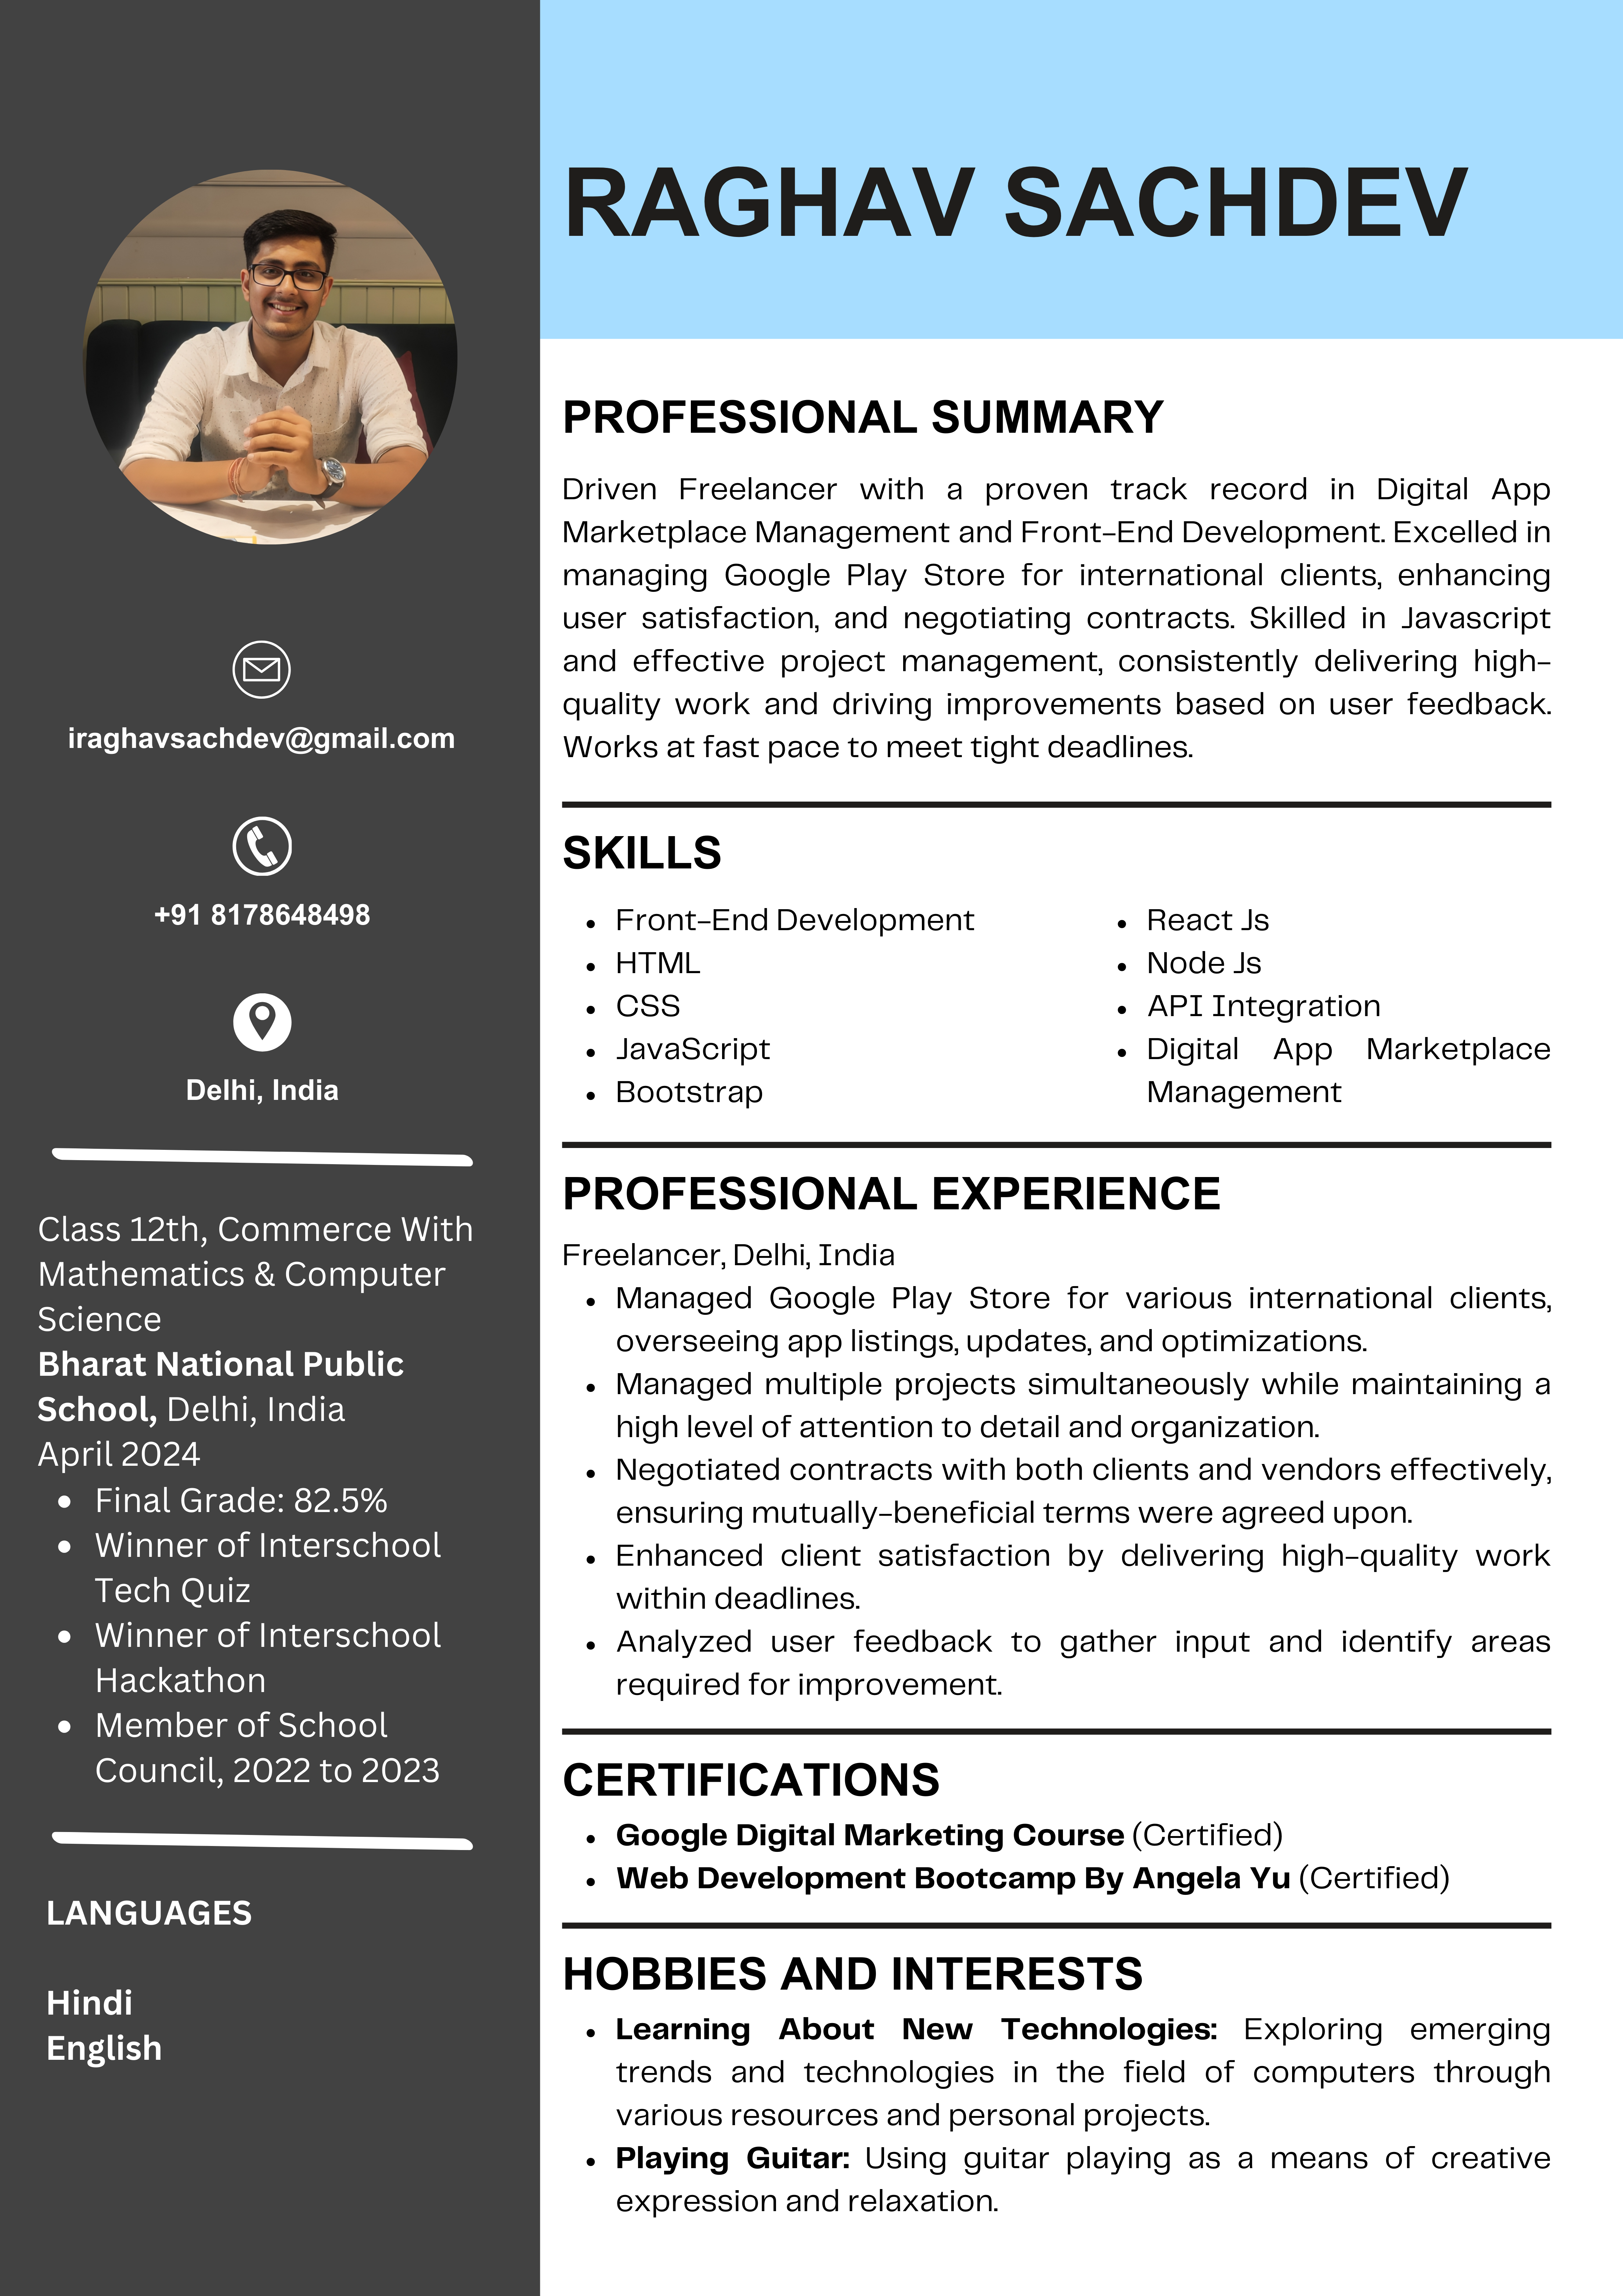 RAGHAV SACHDEV
iraghavsachdev@gmail.com
+91 8178648498
Delhi, India
Class 12th, Commerce With
Mathematics & Computer
Science
Bharat National Public
School, Delhi, India
April 2024
Final Grade: 82.5%
Winner of Interschool
Tech Quiz
Winner of Interschool
Hackathon
Member of School
Council, 2022 to 2023
LANGUAGES
Hindi
English
PROFESSIONAL SUMMARY
Driven Freelancer with a proven track record in Digital App
Marketplace Management and Front-End Development. Excelled in
managing Google Play Store for international clients, enhancing
user satisfaction, and negotiating contracts. Skilled in Javascript
and effective project management, consistently delivering high-
quality work and driving improvements based on user feedback.
Works at fast pace to meet tight deadlines.
SKILLS
Front-End Development
HTML
CSS
JavaScript
Bootstrap
React Js
Node Js
API Integration
Digital App Marketplace
Management
PROFESSIONAL EXPERIENCE
Freelancer, Delhi, India
Managed Google Play Store for various international clients,
overseeing app listings, updates, and optimizations.
Managed multiple projects simultaneously while maintaining a
high level of attention to detail and organization.
Negotiated contracts with both clients and vendors effectively,
ensuring mutually-beneficial terms were agreed upon.
Enhanced client satisfaction by delivering high-quality work
within deadlines.
Analyzed user feedback to gather input and identify areas
required for improvement.
CERTIFICATIONS
Google Digital Marketing Course (Certified)
Web Development Bootcamp By Angela Yu (Certified)
HOBBIES AND INTERESTS
Learning About New Technologies: Exploring emerging
trends and technologies in the field of computers through
various resources and personal projects.
Playing Guitar: Using guitar playing as a means of creative
expression and relaxation.